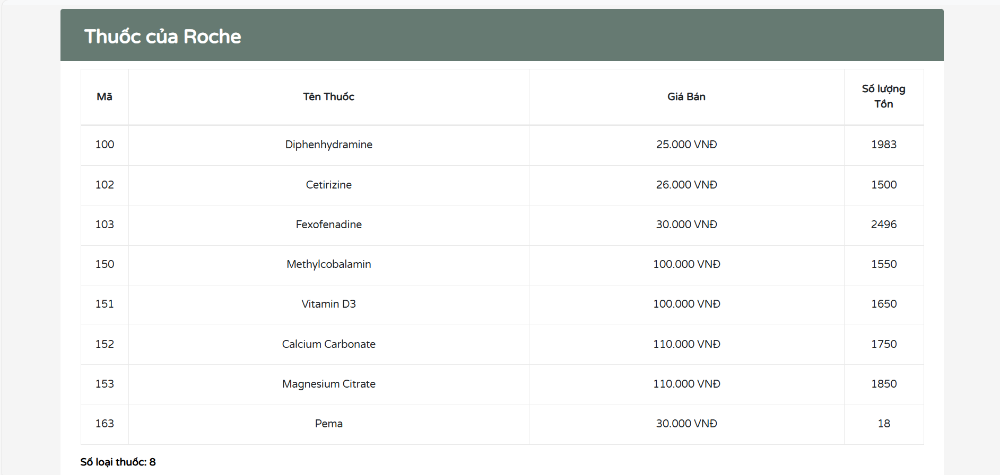 Thuốc của Roche
Mã Tên Thuốc Giá Bán Số lượng Tồn
100 Diphenhydramine 25.000 VNĐ 1983
102 Cetirizine 26.000 VNĐ 1500
103 Fexofenadine 30.000 VNĐ 2496
150 Methylcobalamin 100.000 VNĐ 1550
151 Vitamin D3 100.000 VNĐ 1650
152 Calcium Carbonate 110.000 VNĐ 1750
153 Magnesium Citrate 110.000 VNĐ 1850
163 Pema 30.000 VNĐ 18
Số loại thuốc: 8